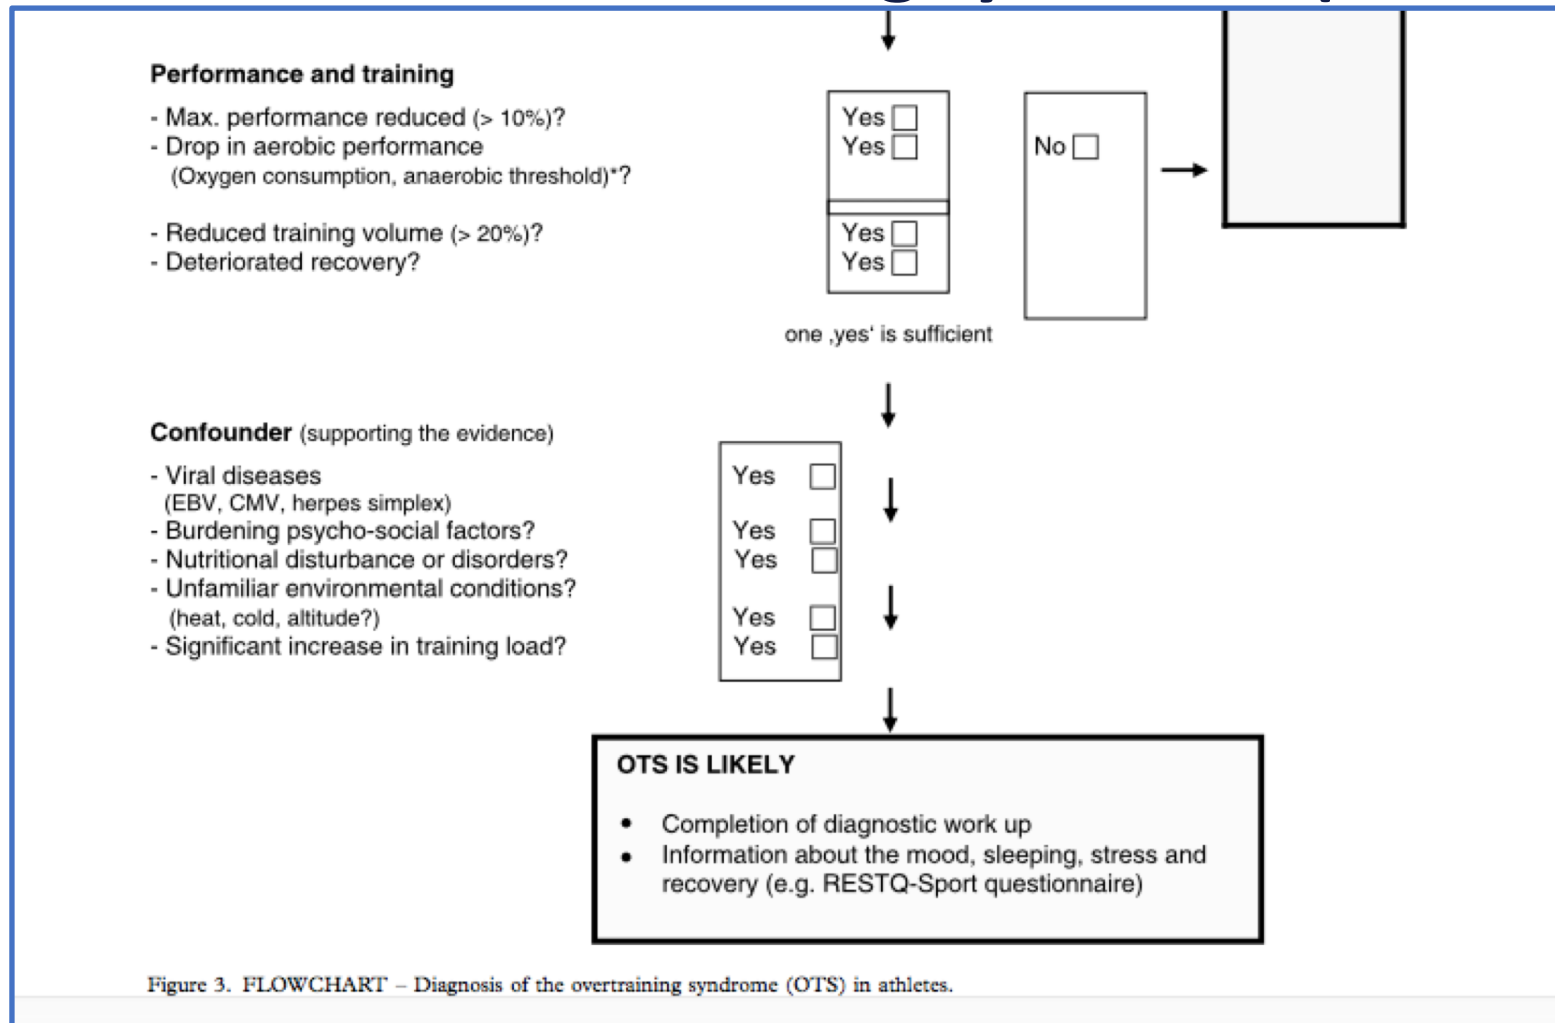 Performance and training
- Max. performance reduced (> 10%)? Yes
- Drop in aerobic performance Yes No
(Oxygen consumption, anaerobic threshold)*?
- Reduced training volume (> 20%)? Yes
- Deteriorated recovery? Yes
one ‚yes‘ is sufficient
Confounder (supporting the evidence)
- Viral diseases Yes
(EBV, CMV, herpes simplex)
- Burdening psycho-social factors? Yes
- Nutritional disturbance or disorders? Yes
- Unfamiliar environmental conditions?
(heat, cold, altitude?) Yes
- Significant increase in training load? Yes
OTS IS LIKELY
• Completion of diagnostic work up
• Information about the mood, sleeping, stress and
recovery (e.g. RESTQ-Sport questionnaire)
Figure 3. FLOWCHART – Diagnosis of the overtraining syndrome (OTS) in athletes.